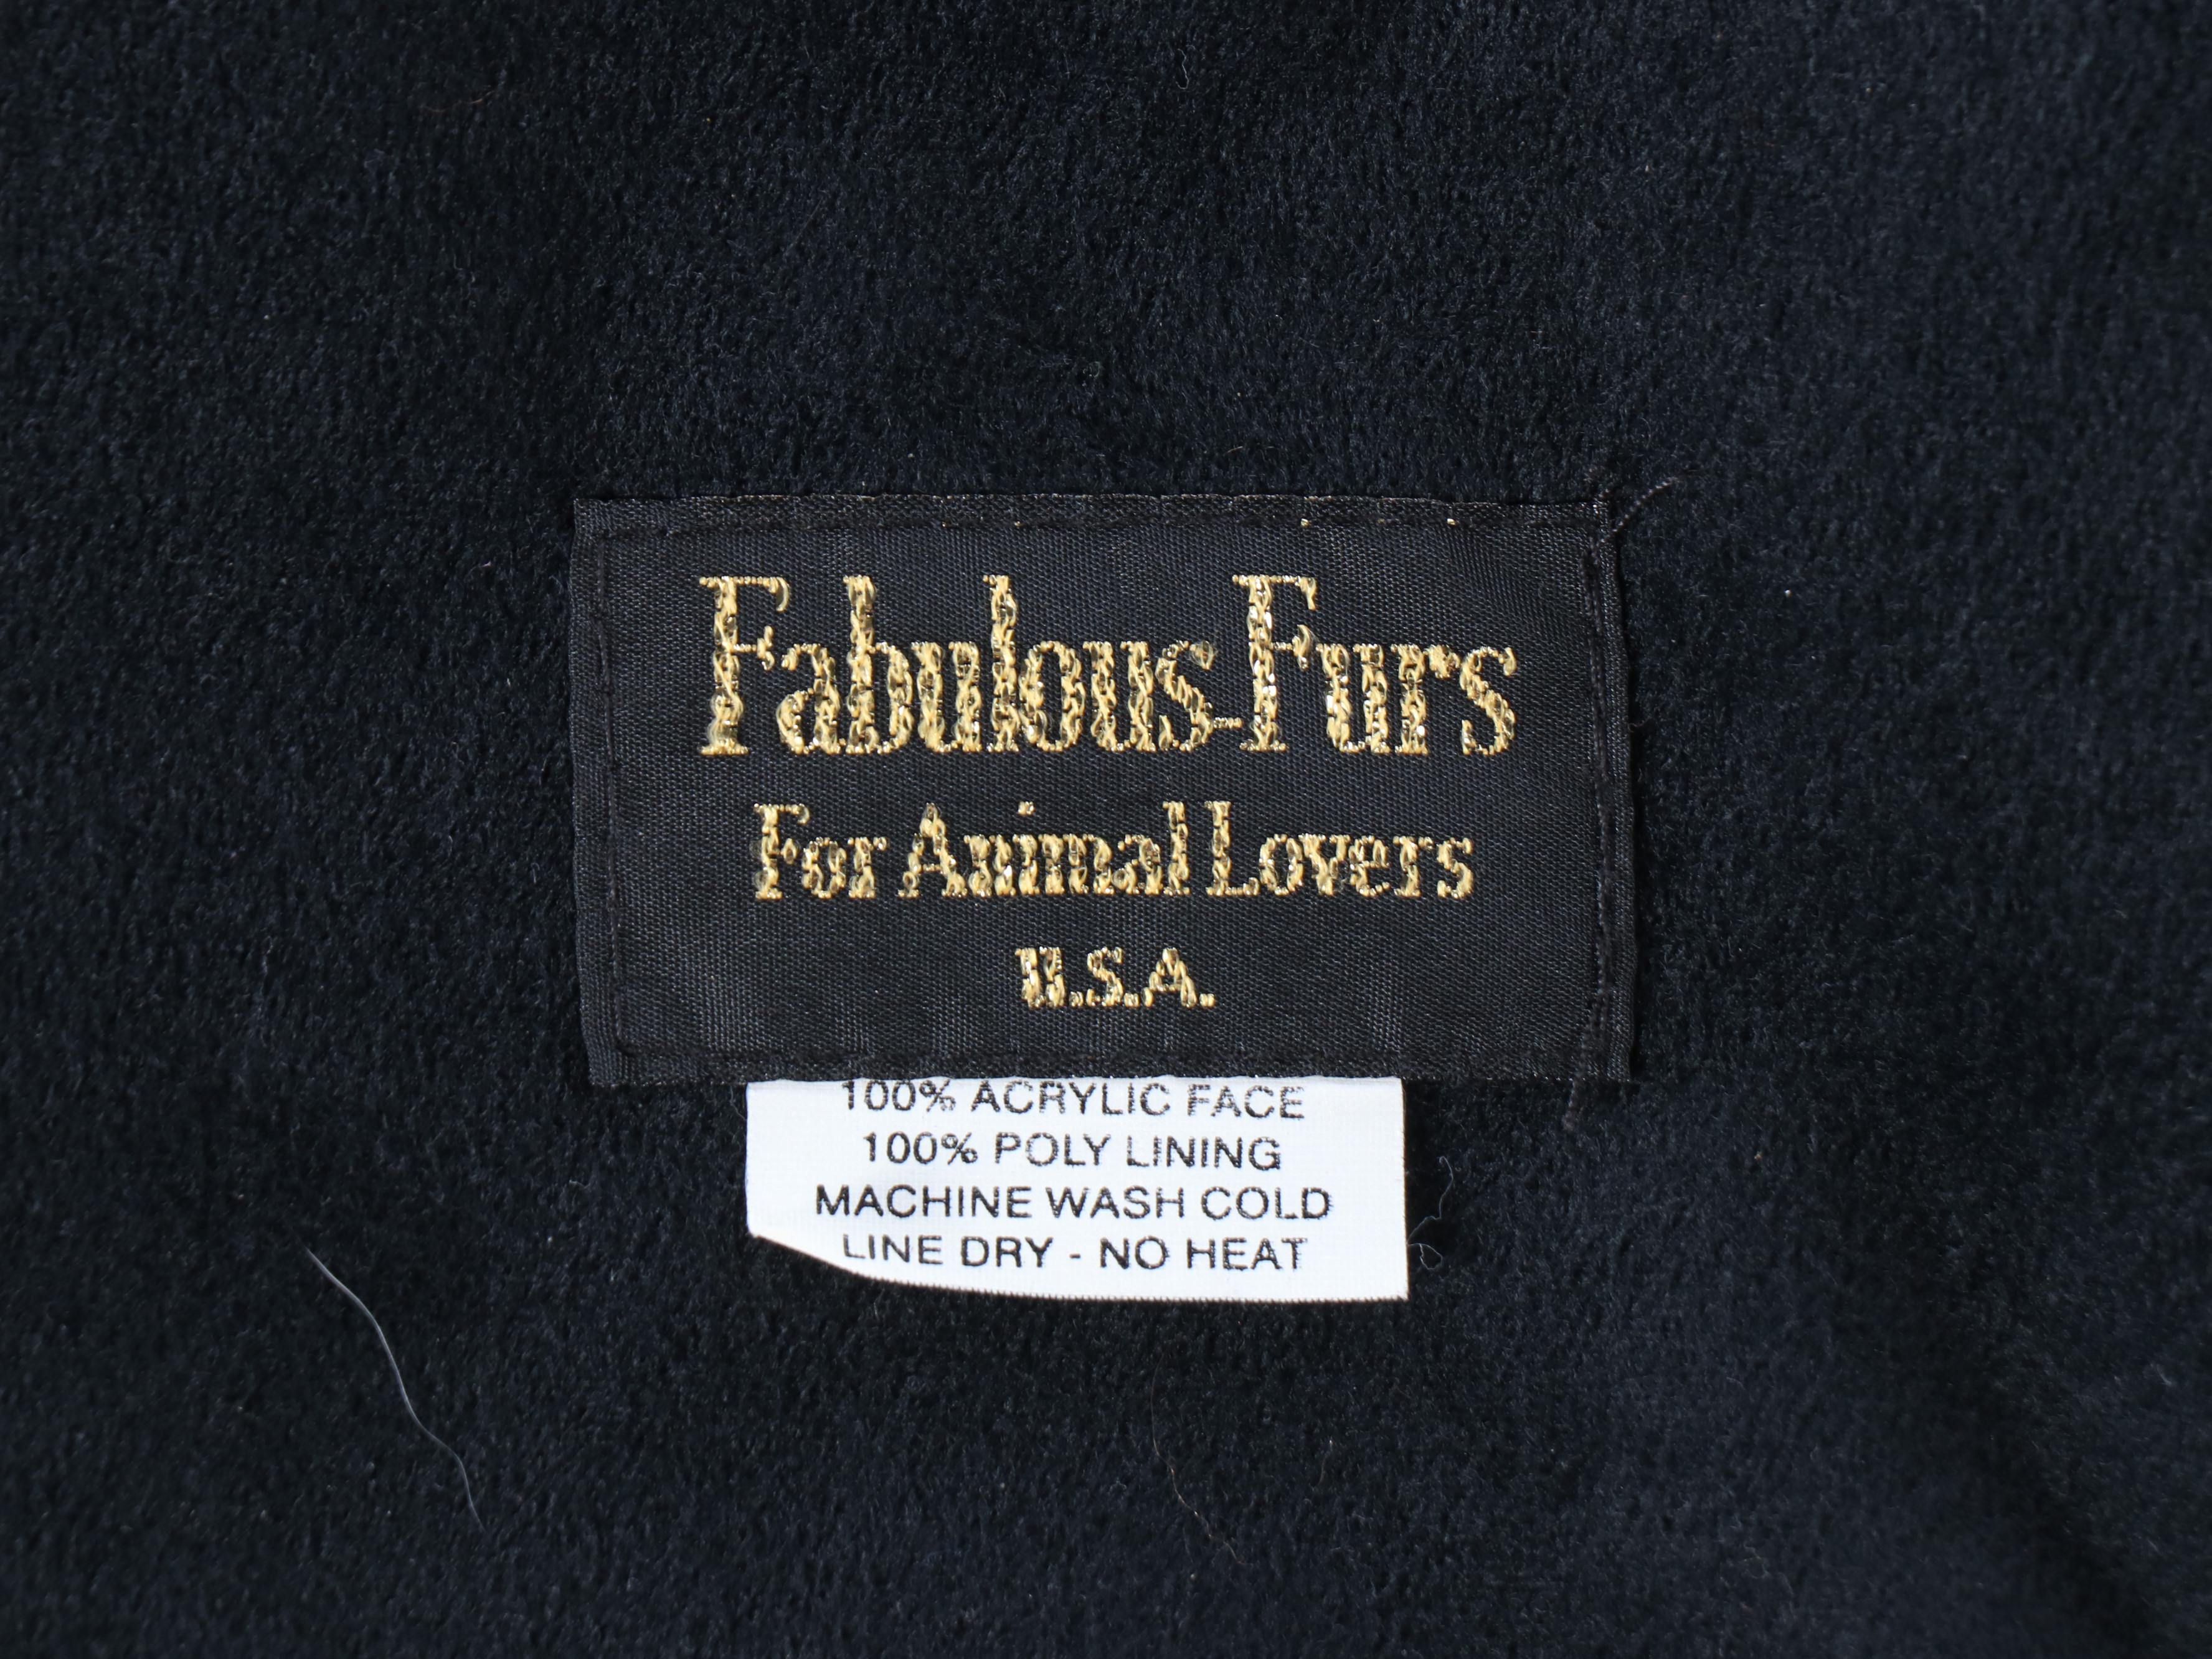 Fabulous-Furs
For Animal Lovers
U.S.A.
100% ACRYLIC FACE
100% POLY LINING
MACHINE WASH COLD
LINE DRY - NO HEAT